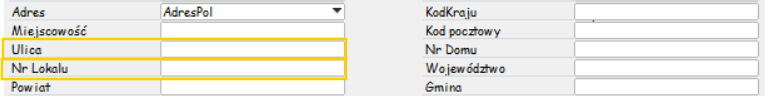 Adres AdresPol KodKraju
Miejscowość Kod pocztowy
Ulica Nr Domu
Nr Lokalu Województwo
Powiat Gmina